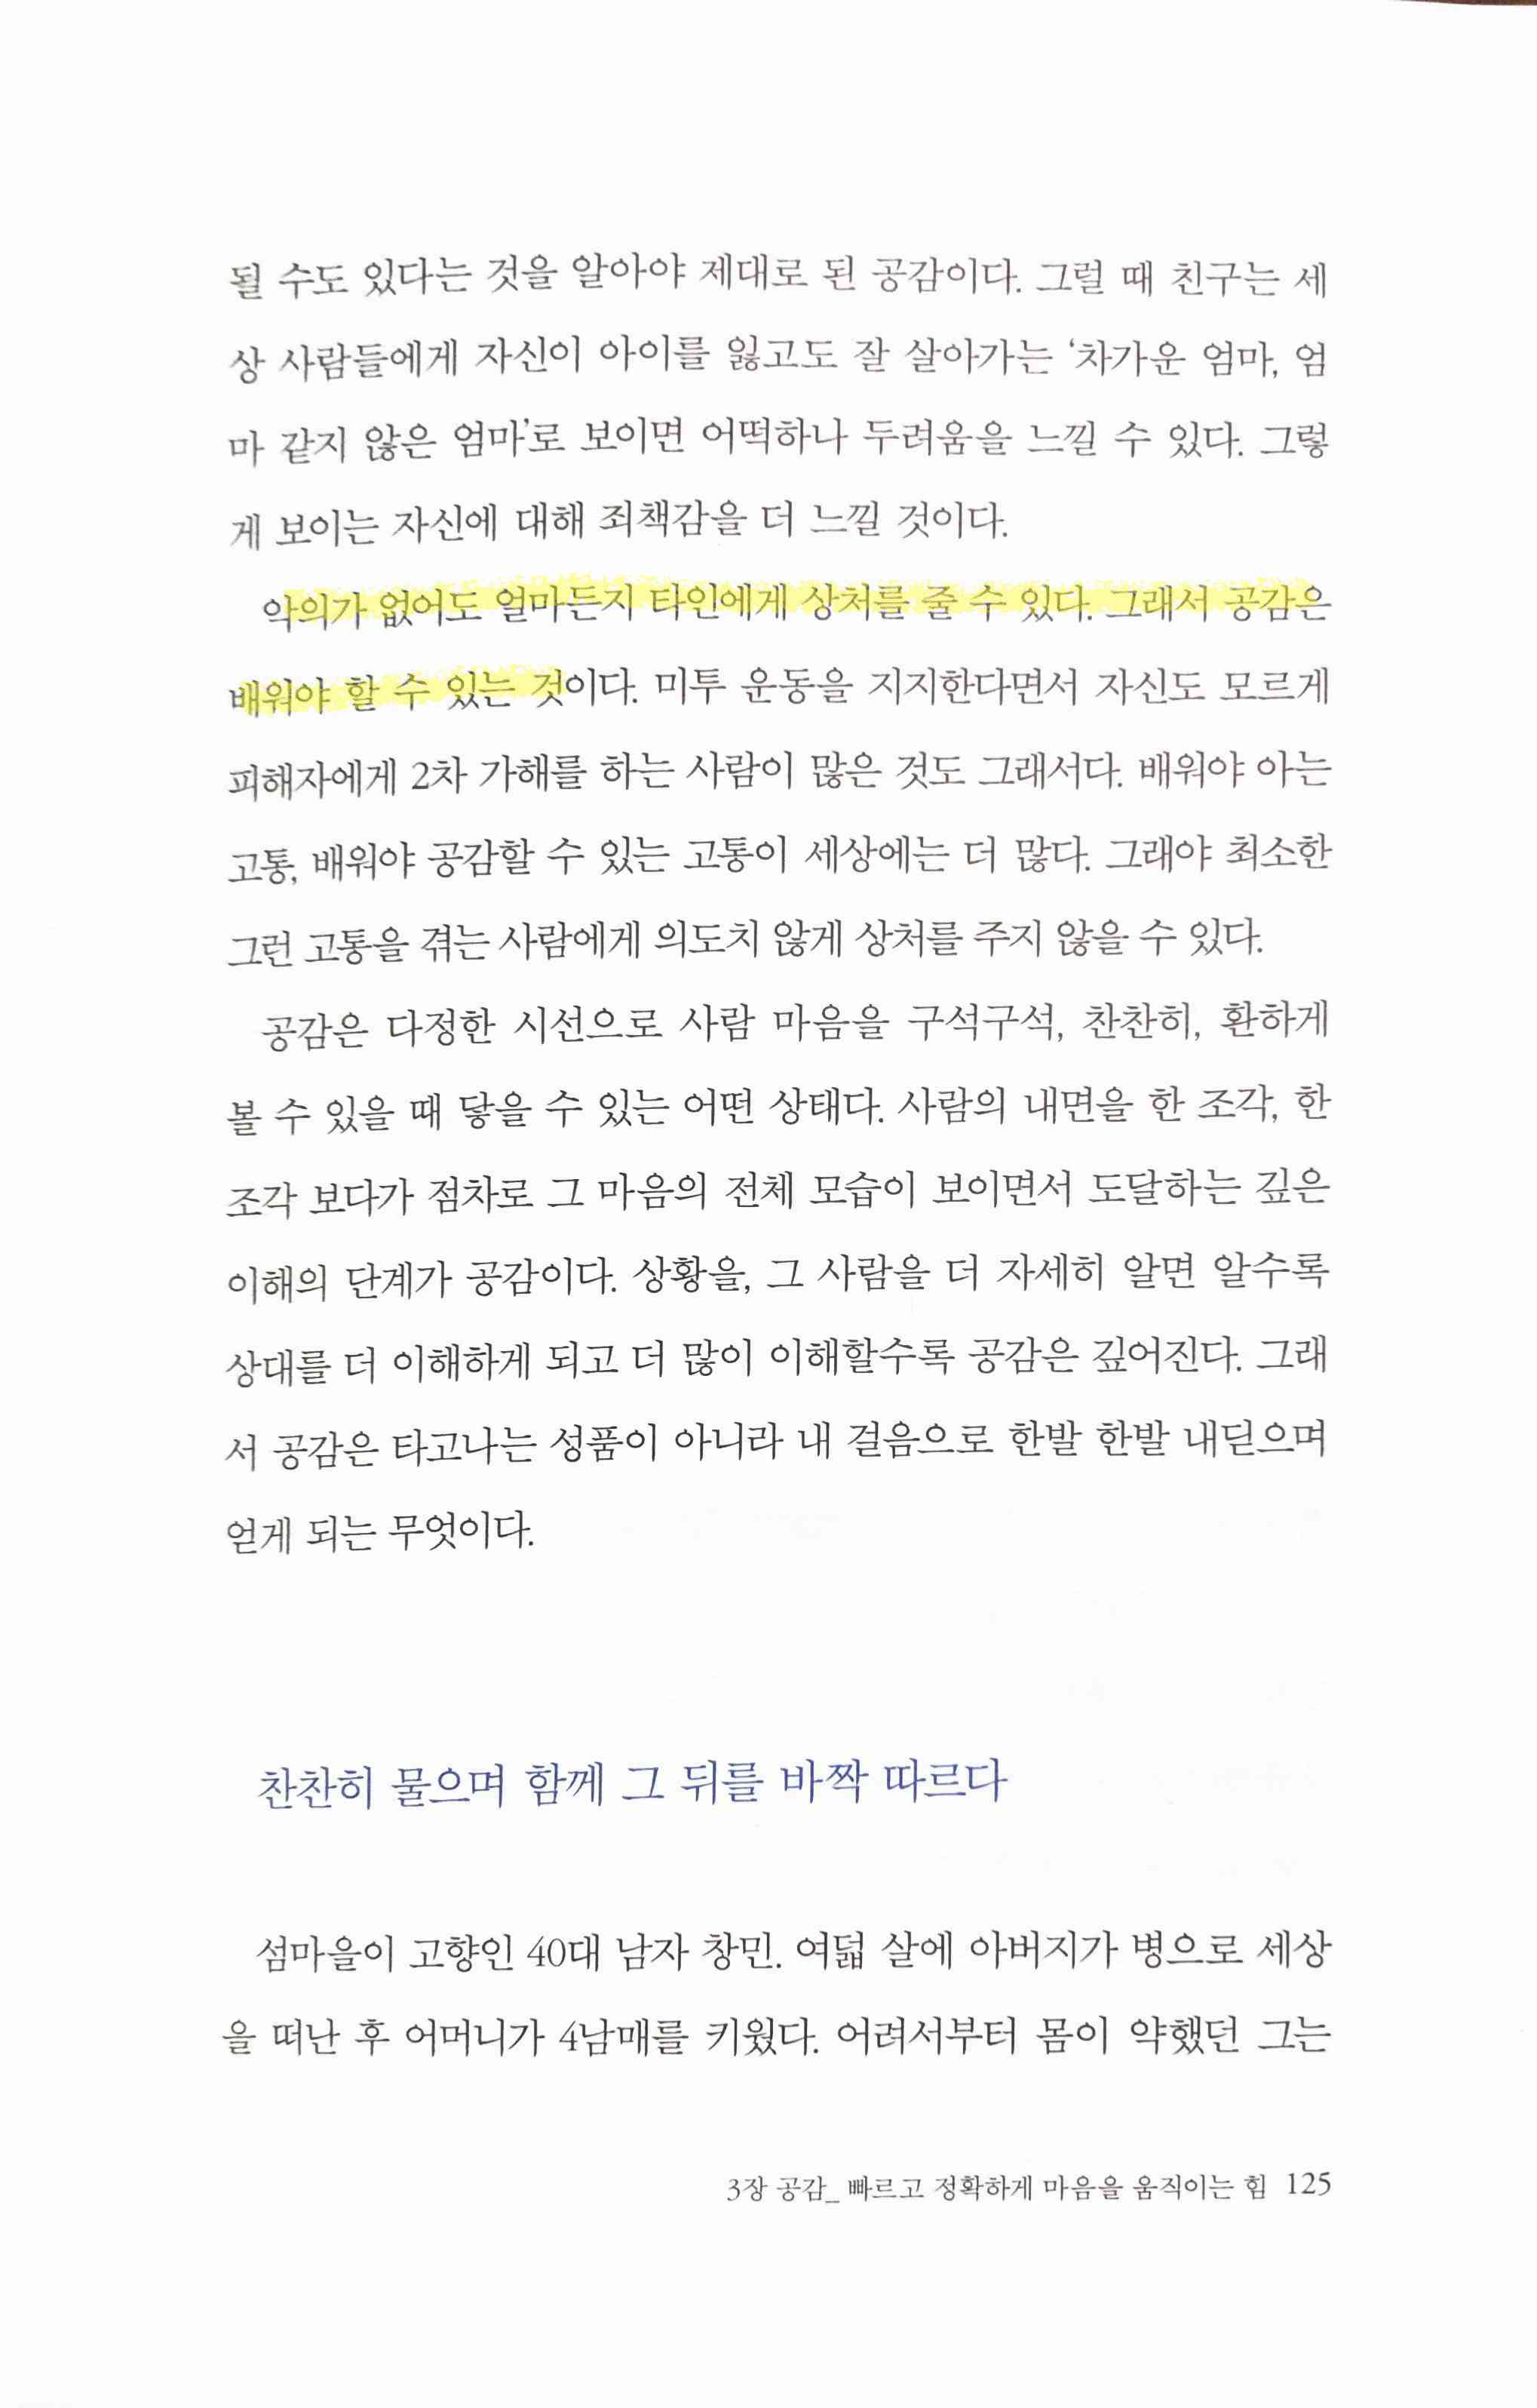 될 수도 있다는 것을 알아야 제대로 된 공감이다. 그럴 때 친구는 세
상 사람들에게 자신이 아이를 잃고도 잘 살아가는 ‘차가운 엄마, 엄
마 같지 않은 엄마’로 보이면 어떡하나 두려움을 느낄 수 있다. 그렇
게 보이는 자신에 대해 죄책감을 더 느낄 것이다.
악의가 없어도 얼마든지 타인에게 상처를 줄 수 있다. 그래서 공감은
배워야 할 수 있는 것이다. 미투 운동을 지지한다면서 자신도 모르게
피해자에게 2차 가해를 하는 사람이 많은 것도 그래서다. 배워야 아는
고통, 배워야 공감할 수 있는 고통이 세상에는 더 많다. 그래야 최소한
그런 고통을 겪는 사람에게 의도치 않게 상처를 주지 않을 수 있다.
공감은 다정한 시선으로 사람 마음을 구석구석, 찬찬히, 환하게
볼 수 있을 때 닿을 수 있는 어떤 상태다. 사람의 내면을 한 조각, 한
조각 보다가 점차로 그 마음의 전체 모습이 보이면서 도달하는 깊은
이해의 단계가 공감이다. 상황을, 그 사람을 더 자세히 알면 알수록
상대를 더 이해하게 되고 더 많이 이해할수록 공감은 깊어진다. 그래
서 공감은 타고나는 성품이 아니라 내 걸음으로 한발 한발 내딛으며
얻게 되는 무엇이다.
찬찬히 물으며 함께 그 뒤를 바짝 따르다
섬마을이 고향인 40대 남자 창민. 여덟 살에 아버지가 병으로 세상
을 떠난 후 어머니가 4남매를 키웠다. 어려서부터 몸이 약했던 그는
3장 공감_ 빠르고 정확하게 마음을 움직이는 힘 125